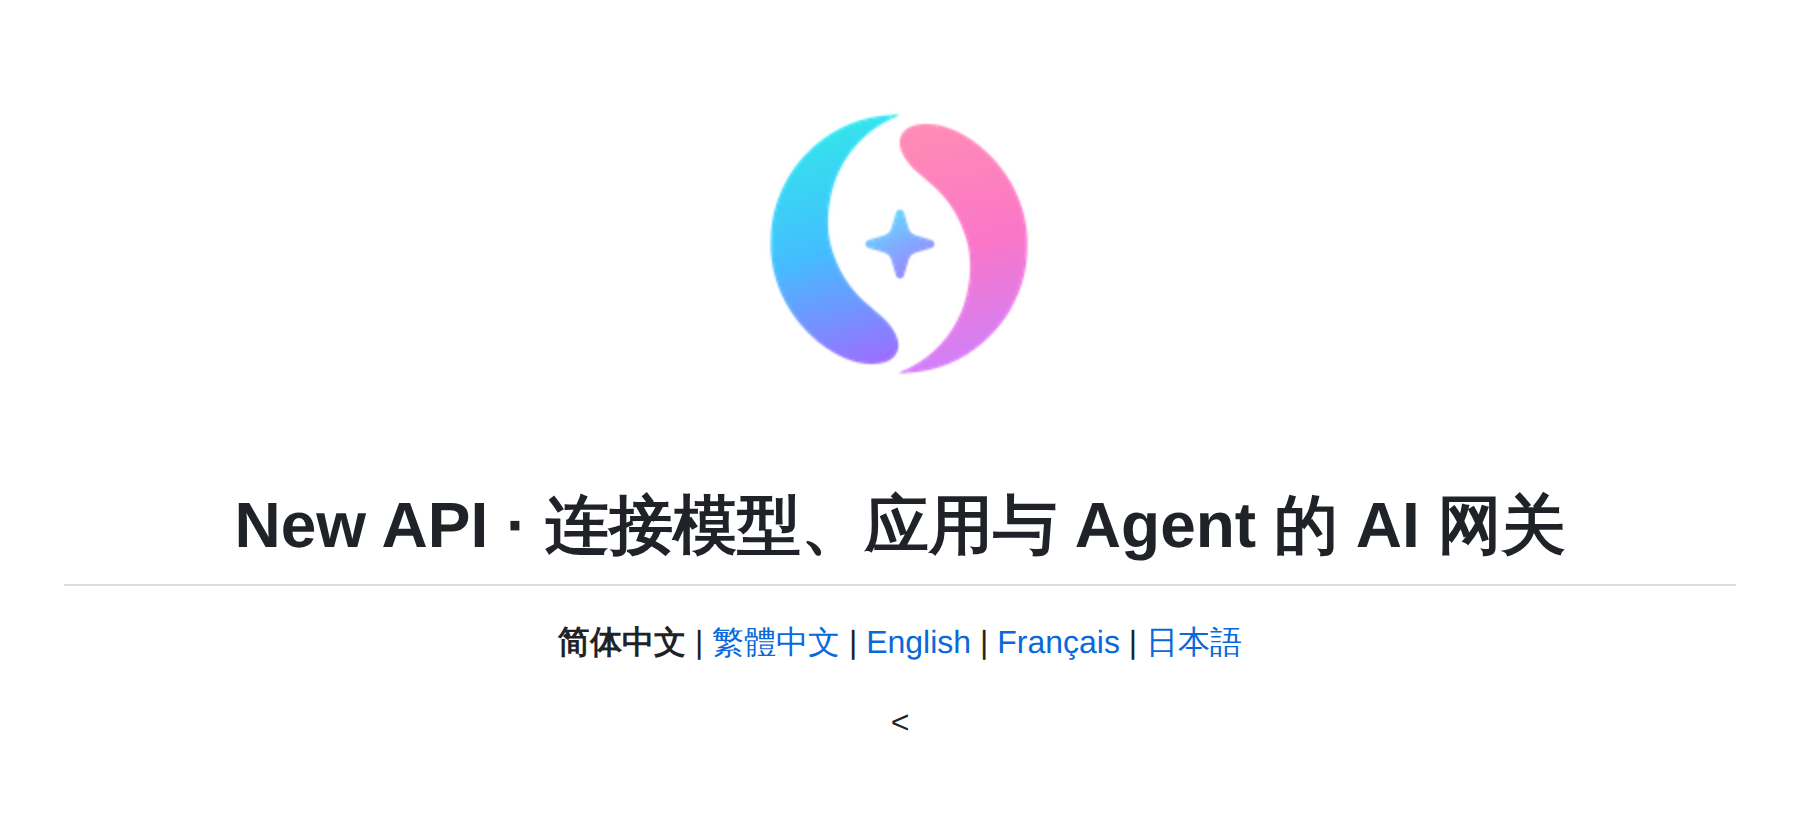 New API · 连接模型、应用与 Agent 的 AI 网关
简体中文 | 繁體中文 | English | Français | 日本語
<